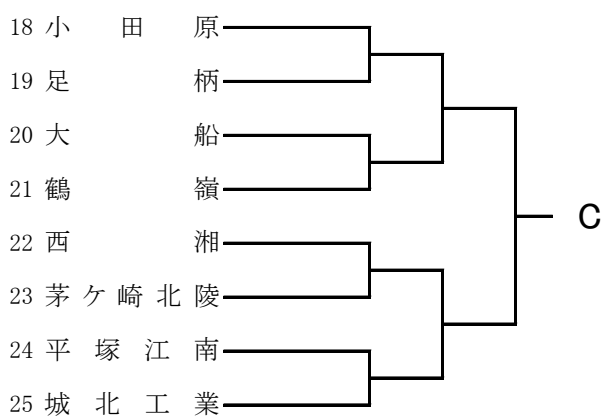 18 小田原
19 足柄
20 大船
21 鶴嶺
22 西湘
23 茅ケ崎北陵
24 平塚江南
25 城北工業
C